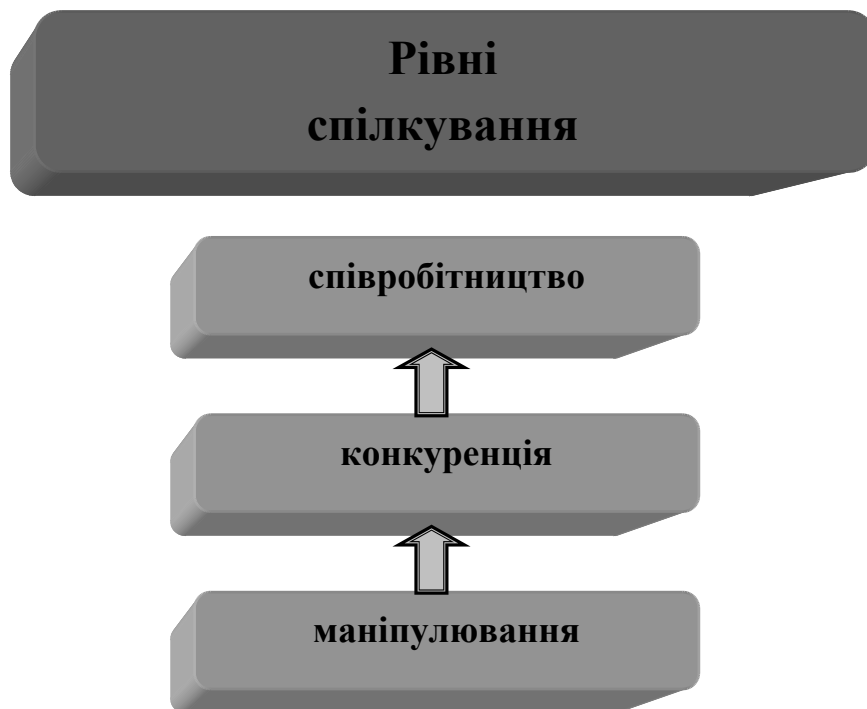 Рівні
спілкування
співробітництво
конкуренція
маніпулювання